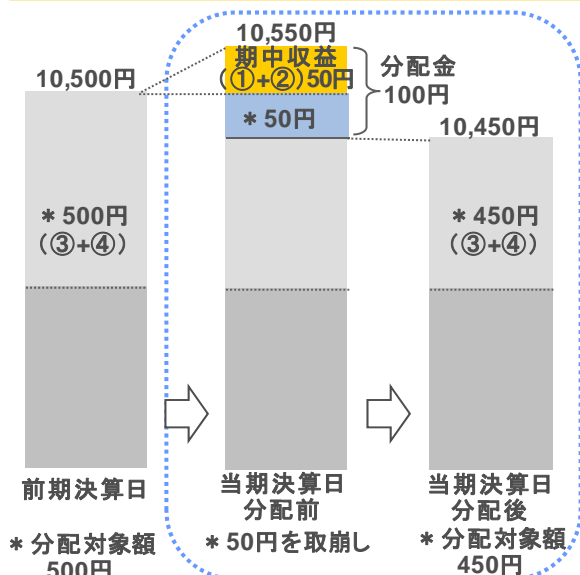 10,550円
期中収益
(①+②)50円
分配金
100円
10,500円
＊50円
10,450円
＊500円
(③+④)
＊450円
(③+④)
前期決算日
当期決算日
分配前
当期決算日
分配後
＊分配対象額
500円
＊50円を取崩し
＊分配対象額
450円